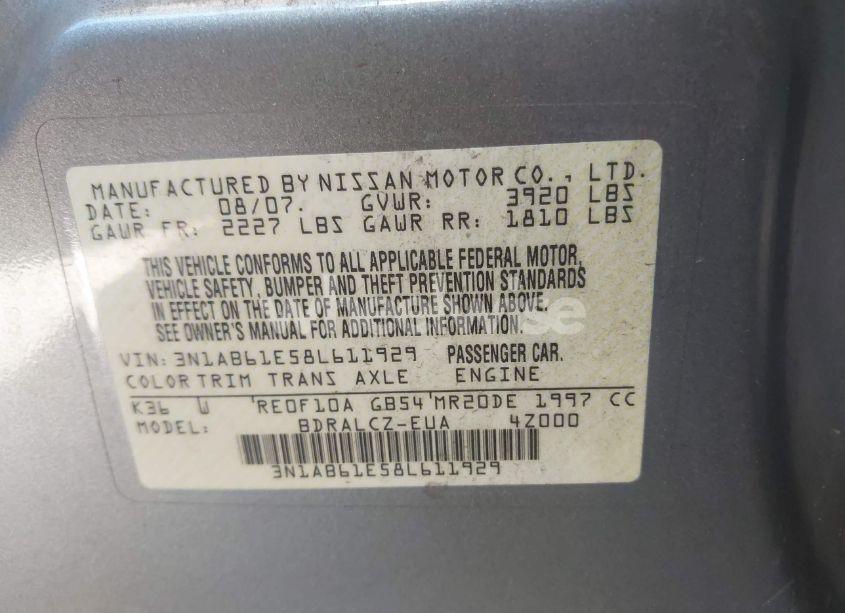 MANUFACTURED BY NISSAN MOTOR CO., LTD.
DATE: 08/07. GVWR: 3920 LBS
GAWR FR: 2227 LBS GAWR RR: 1810 LBS
THIS VEHICLE CONFORMS TO ALL APPLICABLE FEDERAL MOTOR,
VEHICLE SAFETY, BUMPER AND THEFT PREVENTION STANDARDS
IN EFFECT ON THE DATE OF MANUFACTURE SHOWN ABOVE.
SEE OWNER'S MANUAL FOR ADDITIONAL INFORMATION.
VIN: 3N1AB61E58L611929 PASSENGER CAR.
COLOR TRIM TRANS AXLE ENGINE
K36 W RE0F10A GB54 MR20DE 1997 CC
MODEL: BDRALCZ-EUA 4Z000
3N1AB61E58L611929